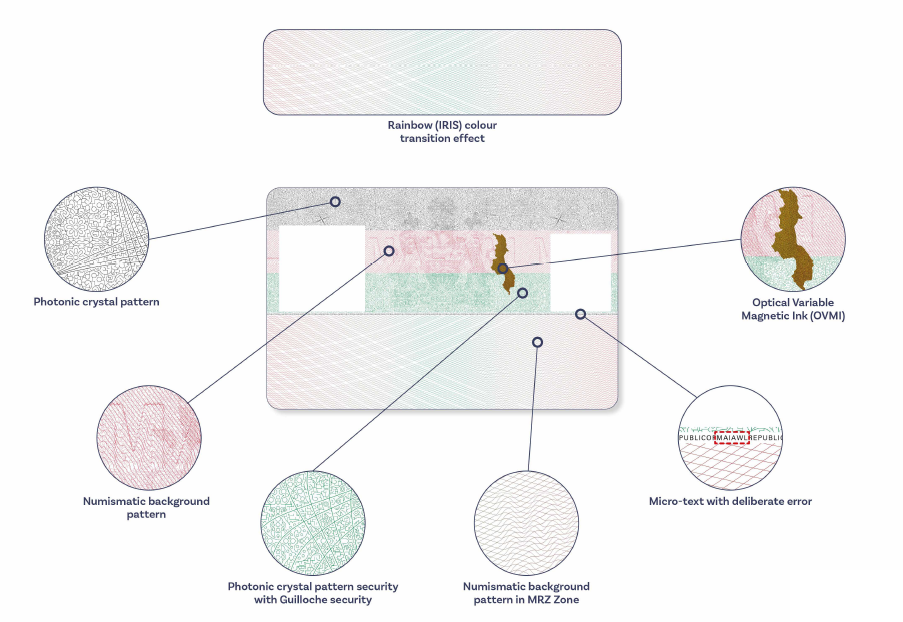 Rainbow (IRIS) colour
transition effect
Photonic crystal pattern
Optical Variable
Magnetic Ink (OVMI)
Numismatic background
pattern
PUBLICOFMAIAWLREPUBLIC
Micro-text with deliberate error
Photonic crystal pattern security
with Guilloche security
Numismatic background
pattern in MRZ Zone